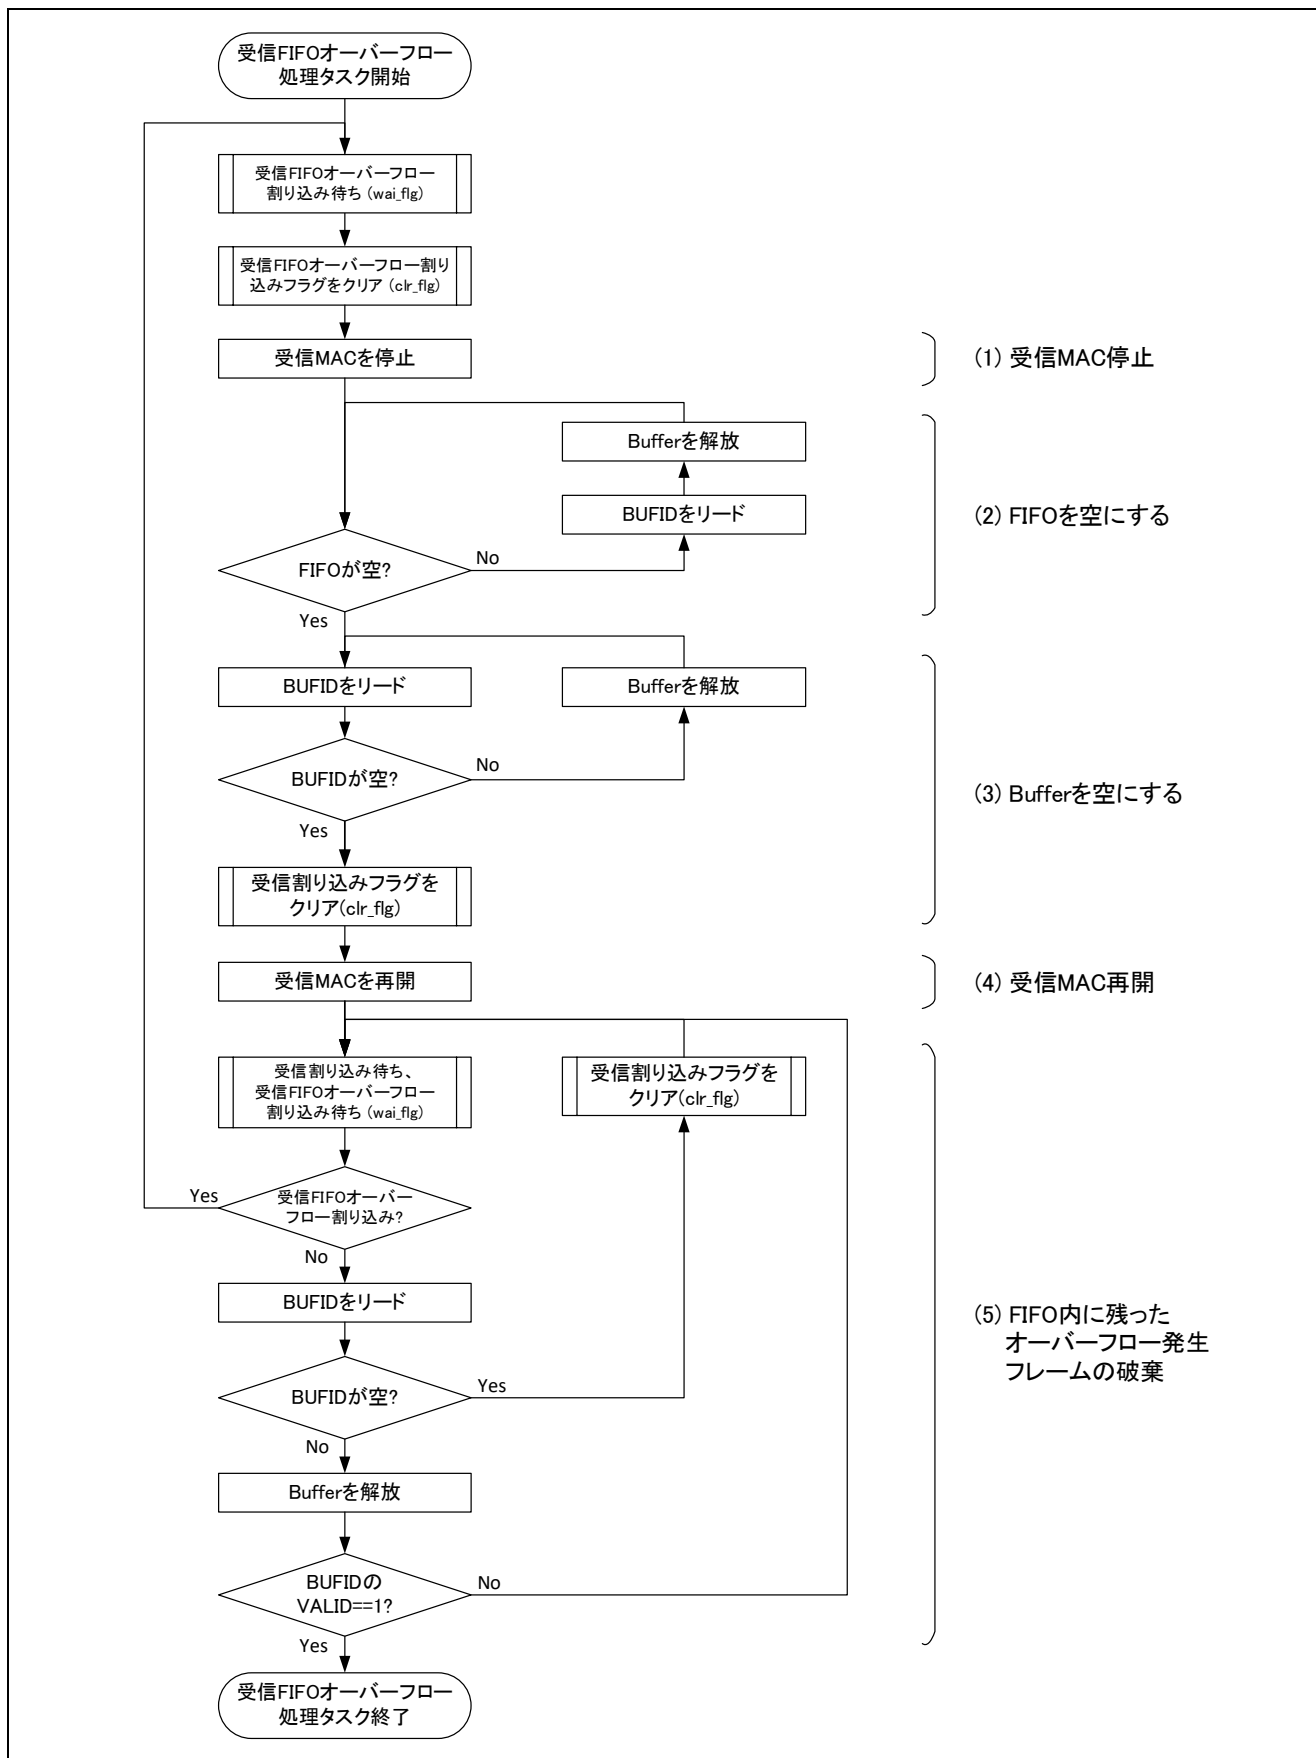 受信FIFOオーバーフロー
処理タスク開始
受信FIFOオーバーフロー
割り込み待ち (wai_flg)
受信FIFOオーバーフロー割り
込みフラグをクリア (clr_flg)
受信MACを停止
(1) 受信MAC停止
Bufferを解放
BUFIDをリード
(2) FIFOを空にする
FIFOが空?
No
Yes
BUFIDをリード
Bufferを解放
BUFIDが空?
No
(3) Bufferを空にする
Yes
受信割り込みフラグを
クリア(clr_flg)
受信MACを再開
(4) 受信MAC再開
受信割り込み待ち、
受信FIFOオーバーフロー
割り込み待ち (wai_flg)
受信割り込みフラグを
クリア(clr_flg)
Yes
受信FIFOオーバー
フロー割り込み?
No
BUFIDをリード
(5) FIFO内に残った
オーバーフロー発生
フレームの破棄
BUFIDが空?
Yes
No
Bufferを解放
BUFIDの
VALID==1?
No
Yes
受信FIFOオーバーフロー
処理タスク終了